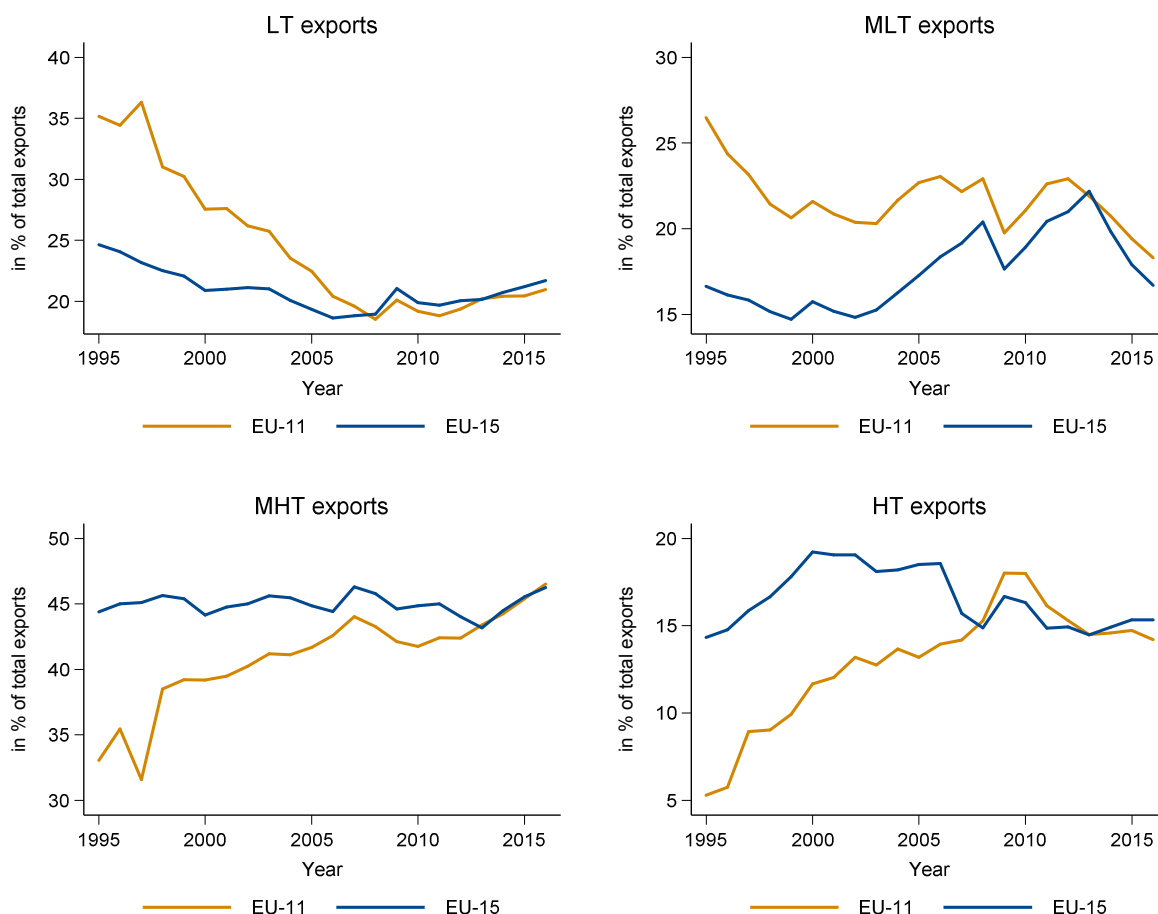 LT exports
in % of total exports
40
35
30
25
20
1995 2000 2005 2010 2015
Year
EU-11 EU-15
MLT exports
in % of total exports
30
25
20
15
1995 2000 2005 2010 2015
Year
EU-11 EU-15
MHT exports
in % of total exports
50
45
40
35
30
1995 2000 2005 2010 2015
Year
EU-11 EU-15
HT exports
in % of total exports
20
15
10
5
1995 2000 2005 2010 2015
Year
EU-11 EU-15